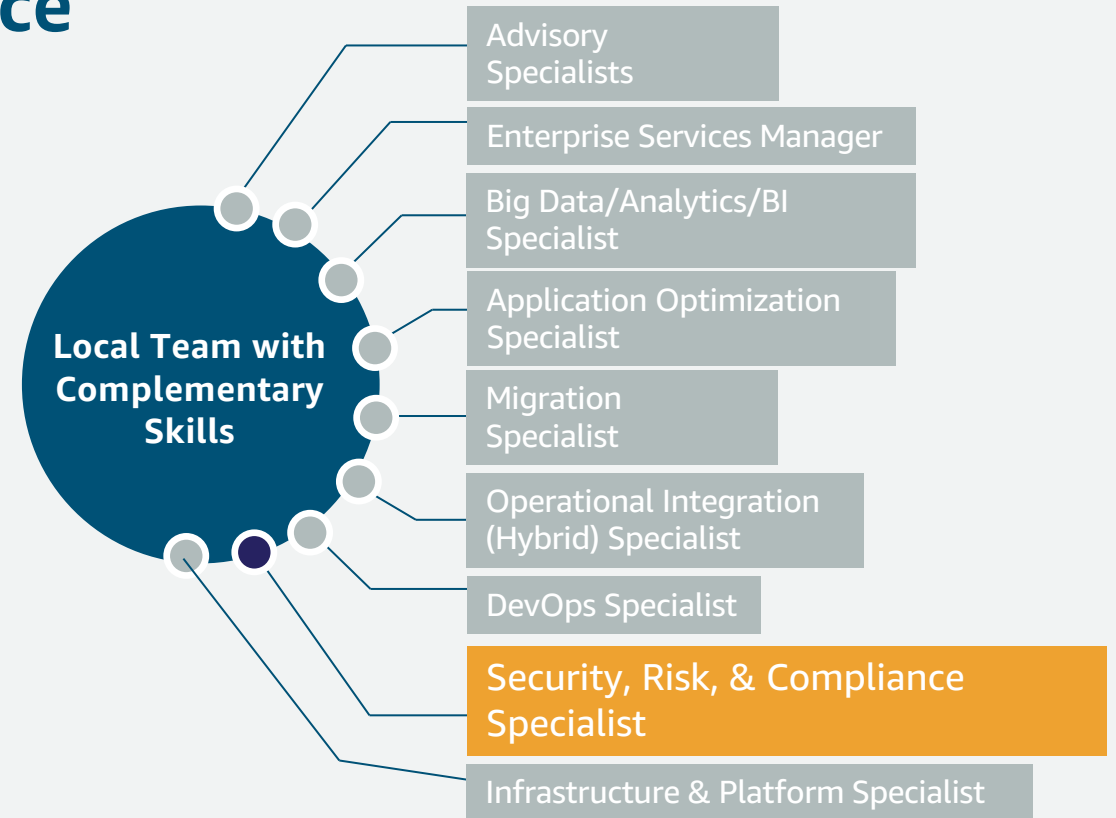 ce
Advisory
Specialists
Enterprise Services Manager
Big Data/Analytics/BI
Specialist
Application Optimization
Specialist
Local Team with
Complementary
Skills
Migration
Specialist
Operational Integration
(Hybrid) Specialist
DevOps Specialist
Security, Risk, & Compliance
Specialist
Infrastructure & Platform Specialist